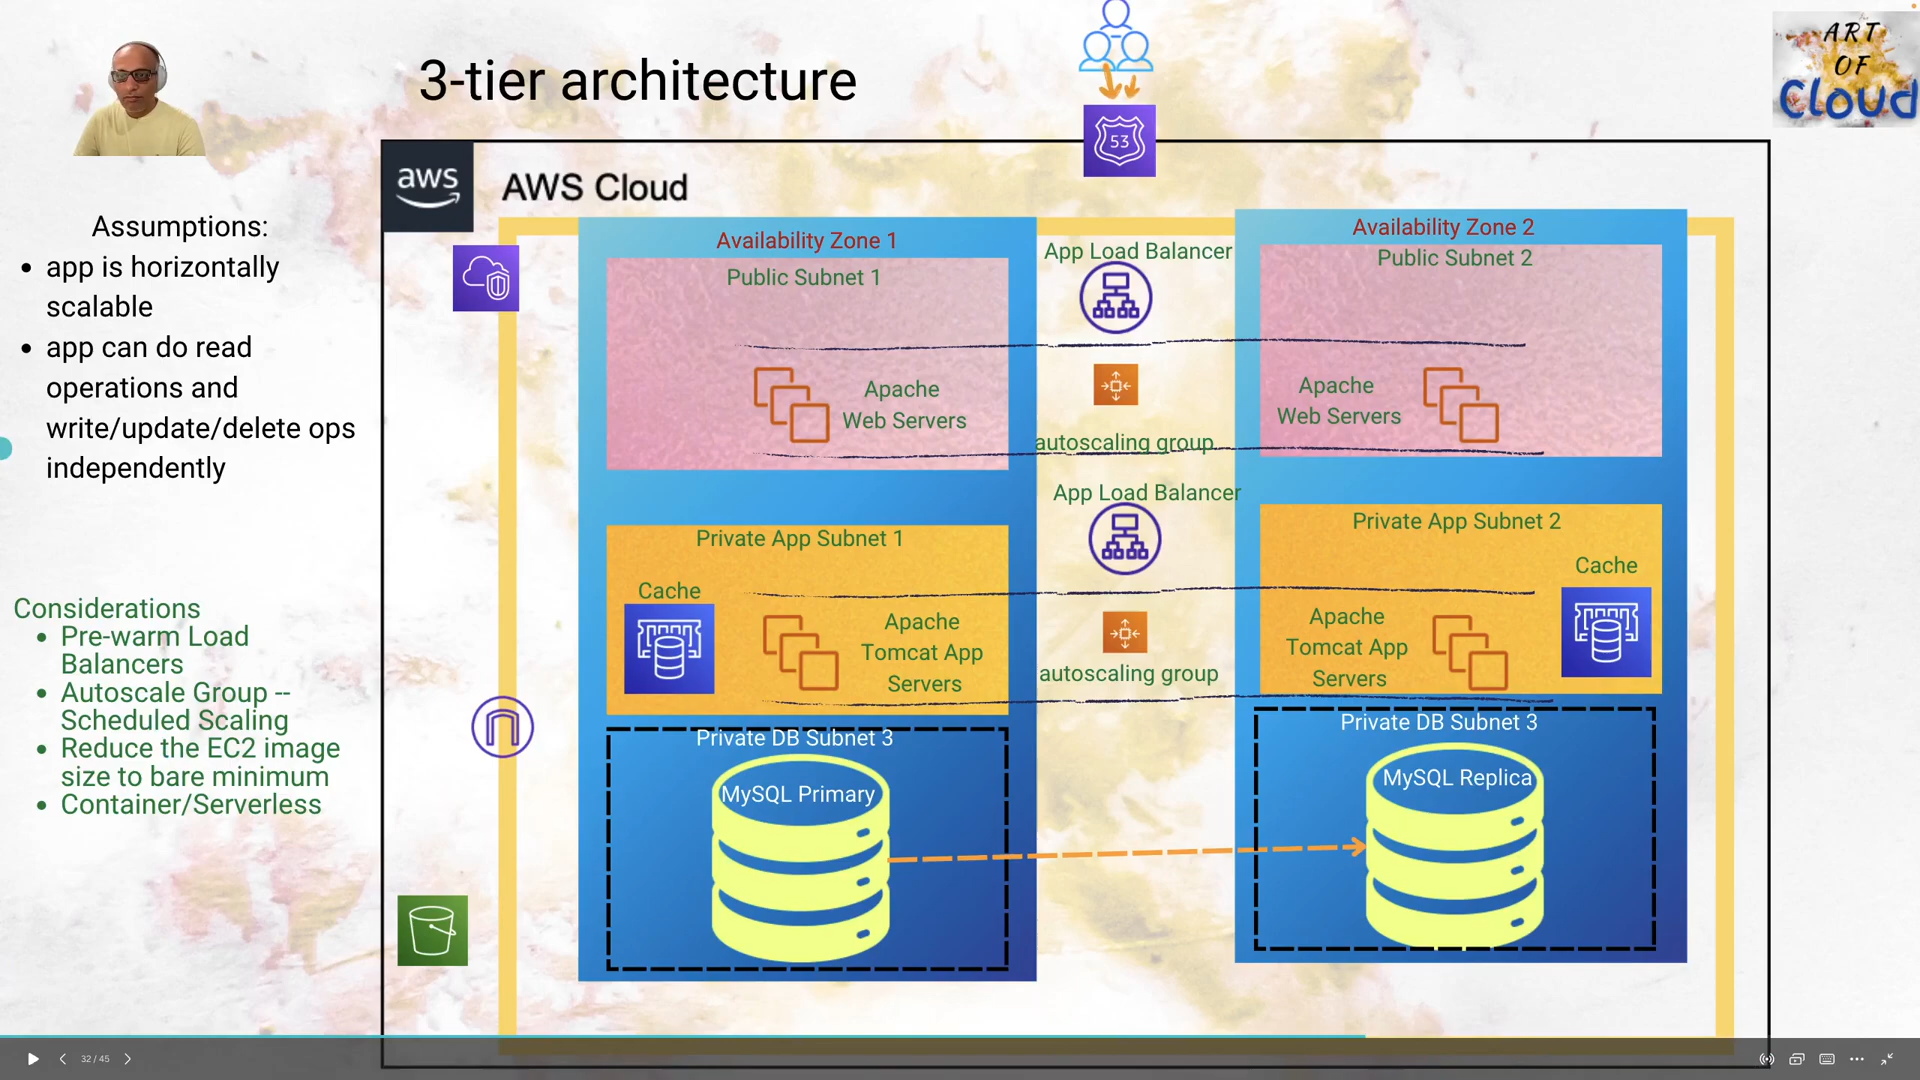 3-tier architecture
ART
OF
Cloud
53
aws
AWS Cloud
Assumptions:
• app is horizontally
scalable
• app can do read
operations and
write/update/delete ops
independently
Considerations
• Pre-warm Load
Balancers
• Autoscale Group --
Scheduled Scaling
• Reduce the EC2 image
size to bare minimum
• Container/Serverless
Availability Zone 1
Public Subnet 1
Apache
Web Servers
Private App Subnet 1
Cache
Apache
Tomcat App
Servers
Private DB Subnet 3
MySQL Primary
App Load Balancer
autoscaling group
App Load Balancer
autoscaling group
Availability Zone 2
Public Subnet 2
Apache
Web Servers
Private App Subnet 2
Cache
Apache
Tomcat App
Servers
Private DB Subnet 3
MySQL Replica
32 / 45